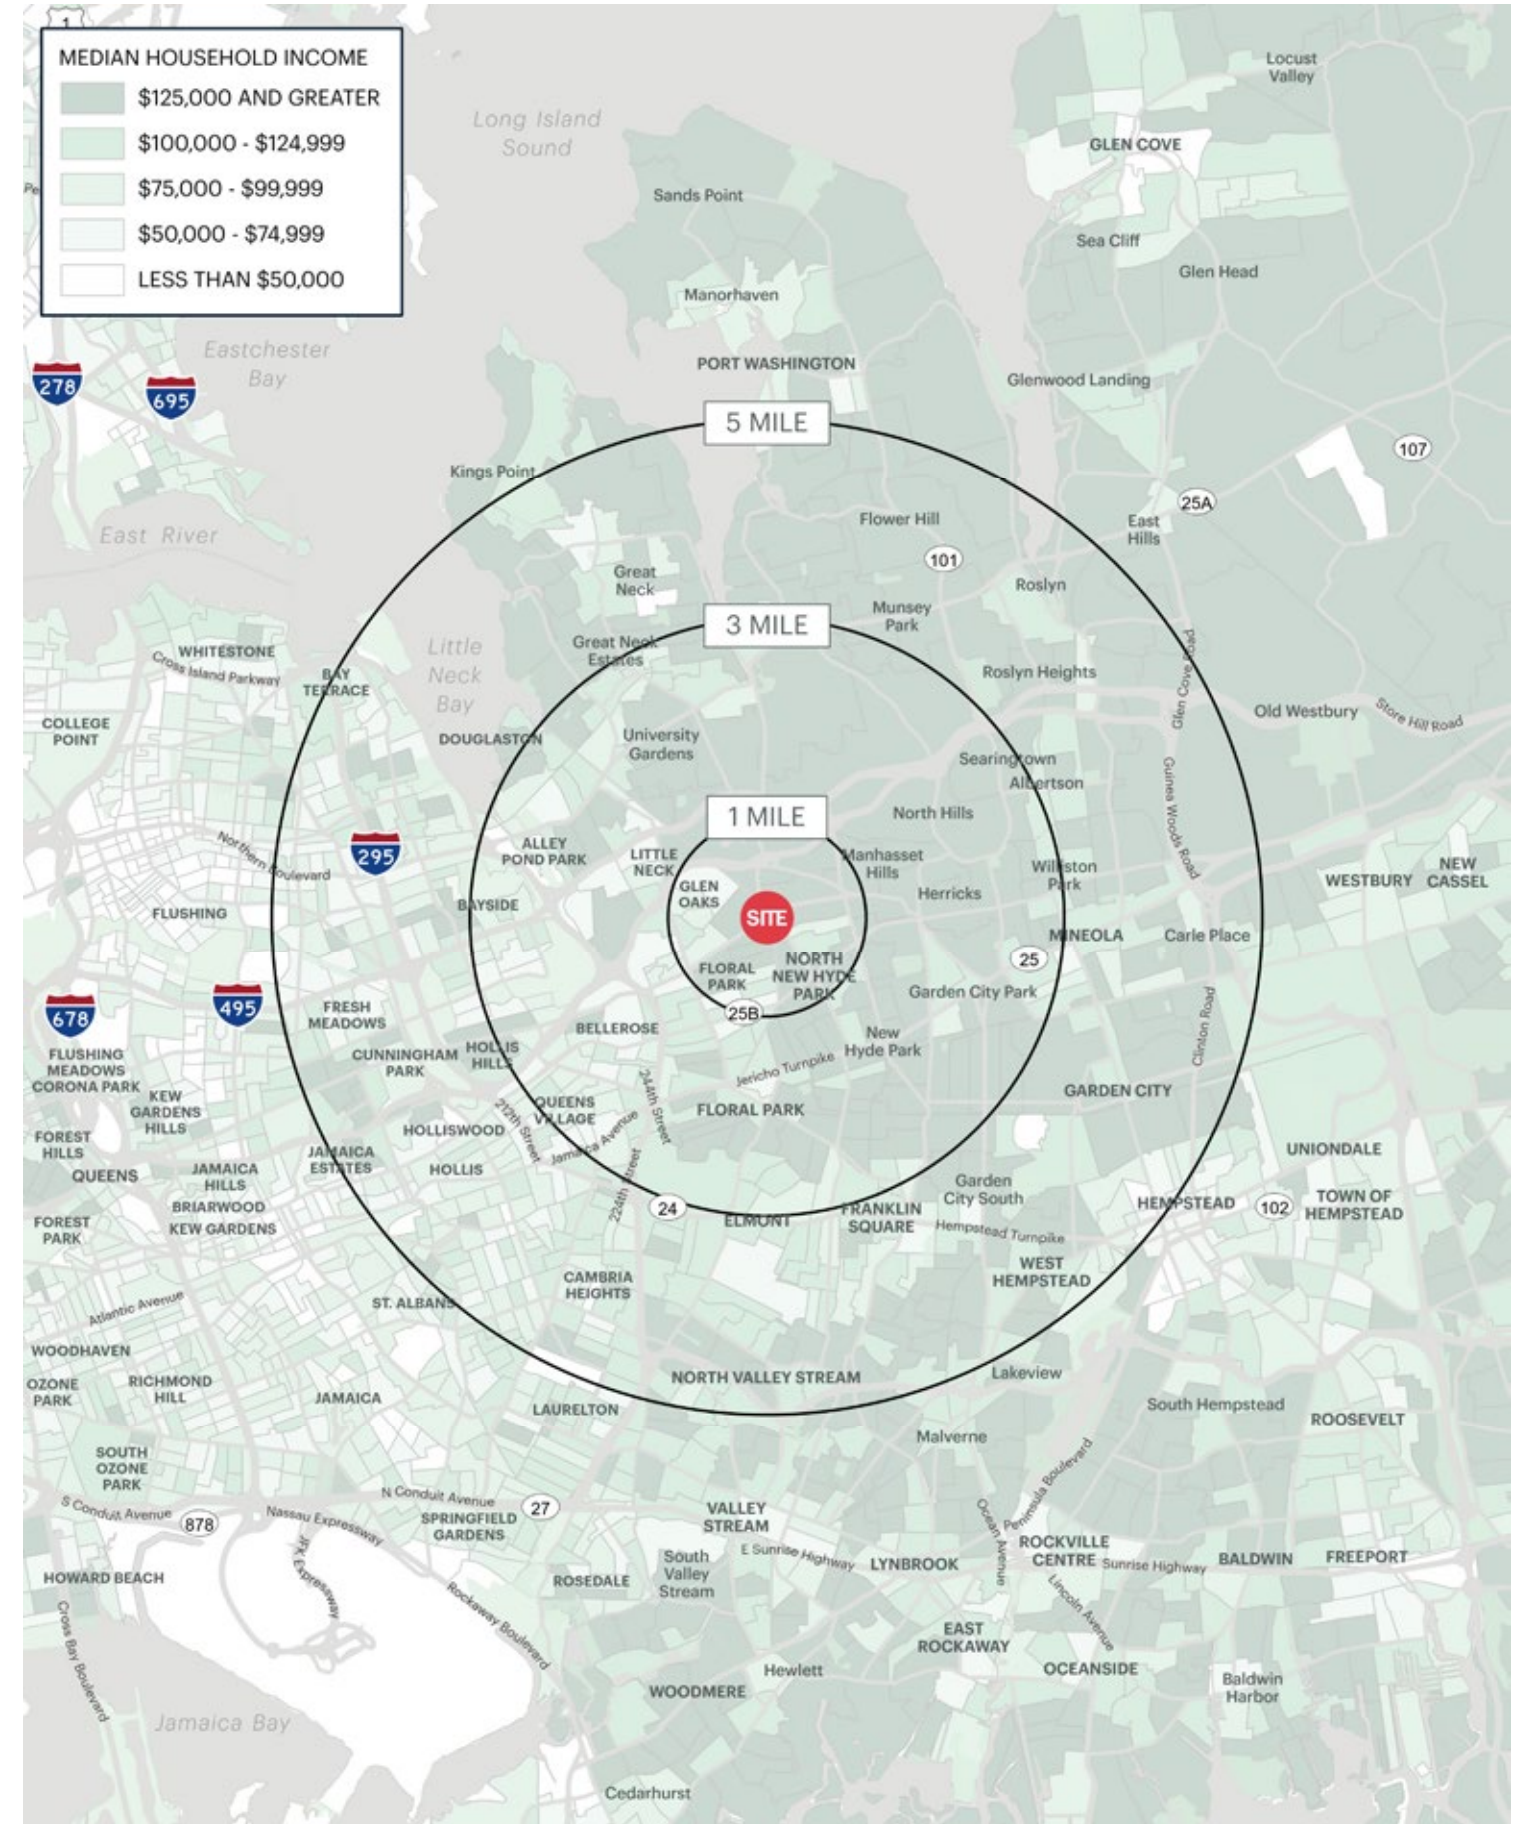 1
MEDIAN HOUSEHOLD INCOME
$125,000 AND GREATER
$100,000 - $124,999
$75,000 - $99,999
$50,000 - $74,999
LESS THAN $50,000
Pe
Locust
Valley
Long Island
Sound
GLEN COVE
Sands Point
Sea Cliff
Glen Head
Manorhaven
Eastchester
Bay
PORT WASHINGTON
278
695
Glenwood Landing
5 MILE
107
Kings Point
25A
Flower Hill
East
Hills
East River
101
Great
Neck
Roslyn
Munsey
Park
3 MILE
Great Neck
Estates
WHITESTONE
Cross Island Parkway
Little
Neck
Bay
BAY
TERRACE
Roslyn Heights
Glen Cove Road
Old Westbury
Store Hill Road
COLLEGE
POINT
DOUGLASTON
University
Gardens
Searingtown
Albertson
Guinea Woods Road
1 MILE
North Hills
Northern Boulevard
295
ALLEY
POND PARK
LITTLE
NECK
Manhasset
Hills
Williston
Park
NEW
CASSEL
WESTBURY
GLEN
OAKS
Herricks
FLUSHING
BAYSIDE
SITE
MINEOLA
Carle Place
25
FLORAL
PARK
NORTH
NEW HYDE
PARK
Garden City Park
678
495
FRESH
MEADOWS
25B
BELLEROSE
New
Hyde Park
Clinton Road
FLUSHING
MEADOWS
CORONA PARK
CUNNINGHAM
PARK
HOLLIS
HILLS
Jericho Turnpike
KEW
GARDENS
HILLS
244th Street
GARDEN CITY
QUEENS
VILLAGE
212th Street
Jamaica Avenue
FLORAL PARK
FOREST
HILLS
HOLLISWOOD
UNIONDALE
QUEENS
JAMAICA
HILLS
JAMAICA
ESTATES
HOLLIS
224th Street
Garden
City South
BRIARWOOD
24
HEMPSTEAD
102
TOWN OF
HEMPSTEAD
FOREST
PARK
KEW GARDENS
ELMONT
FRANKLIN
SQUARE
Hempstead Turnpike
WEST
HEMPSTEAD
CAMBRIA
HEIGHTS
Atlantic Avenue
ST. ALBANS
WOODHAVEN
NORTH VALLEY STREAM
Lakeview
OZONE
PARK
RICHMOND
HILL
JAMAICA
LAURELTON
South Hempstead
ROOSEVELT
Malverne
SOUTH
OZONE
PARK
Peninsula Boulevard
N Conduit Avenue
27
S Conduit Avenue
878
Nassau Expressway
SPRINGFIELD
GARDENS
VALLEY
STREAM
Ocean Avenue
JFK Expressway
E Sunrise Highway
LYNBROOK
ROCKVILLE
CENTRE
Sunrise Highway
BALDWIN
FREEPORT
HOWARD BEACH
ROSEDALE
South
Valley
Stream
Rockaway Boulevard
Lincoln Avenue
Cross Bay Boulevard
EAST
ROCKAWAY
OCEANSIDE
Hewlett
WOODMERE
Baldwin
Harbor
Jamaica Bay
Cedarhurst